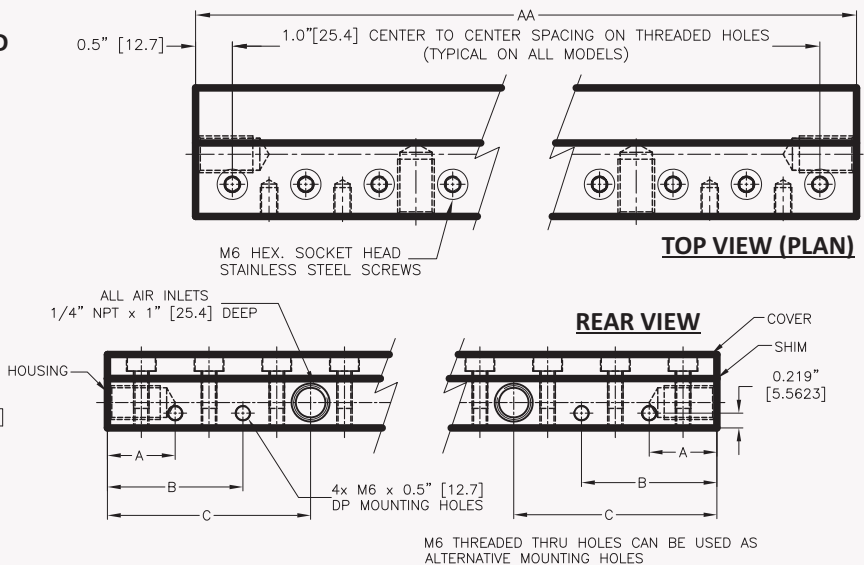 AA
0.5" [12.7]
1.0"[25.4] CENTER TO CENTER SPACING ON THREADED HOLES
(TYPICAL ON ALL MODELS)
M6 HEX. SOCKET HEAD
STAINLESS STEEL SCREWS
TOP VIEW (PLAN)
ALL AIR INLETS
1/4" NPT x 1" [25.4] DEEP
REAR VIEW
COVER
SHIM
HOUSING
0.219"
[5.5623]
A
B
C
4x M6 x 0.5" [12.7]
DP MOUNTING HOLES
A
B
C
M6 THREADED THRU HOLES CAN BE USED AS
ALTERNATIVE MOUNTING HOLES